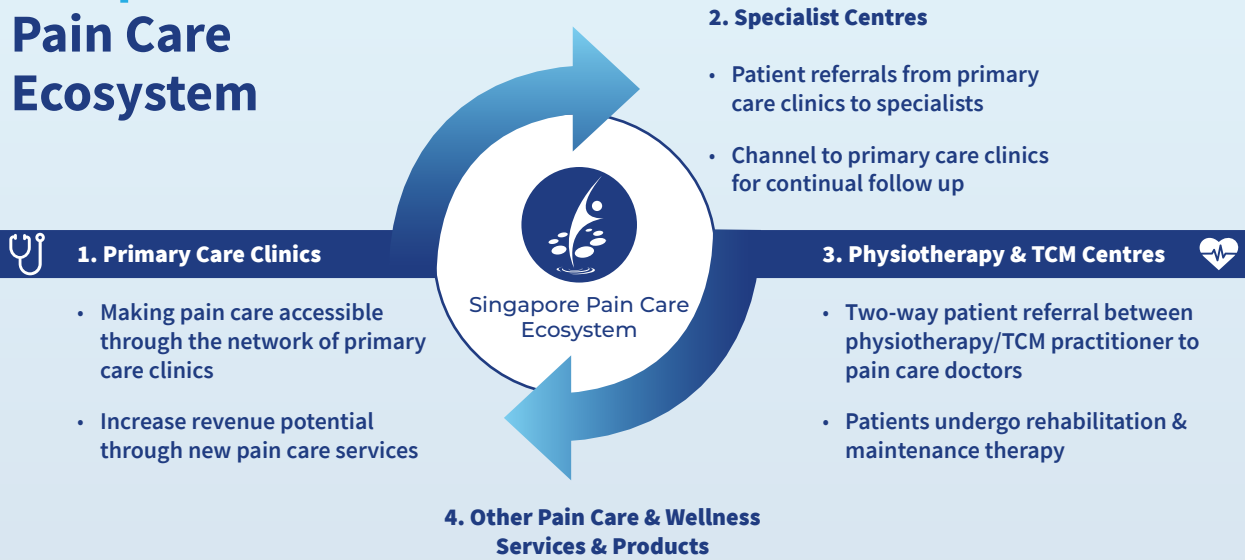 Pain Care
Ecosystem
2. Specialist Centres
• Patient referrals from primary
care clinics to specialists
• Channel to primary care clinics
for continual follow up
1. Primary Care Clinics
• Making pain care accessible
through the network of primary
care clinics
• Increase revenue potential
through new pain care services
Singapore Pain Care
Ecosystem
3. Physiotherapy & TCM Centres
• Two-way patient referral between
physiotherapy/TCM practitioner to
pain care doctors
• Patients undergo rehabilitation &
maintenance therapy
4. Other Pain Care & Wellness
Services & Products